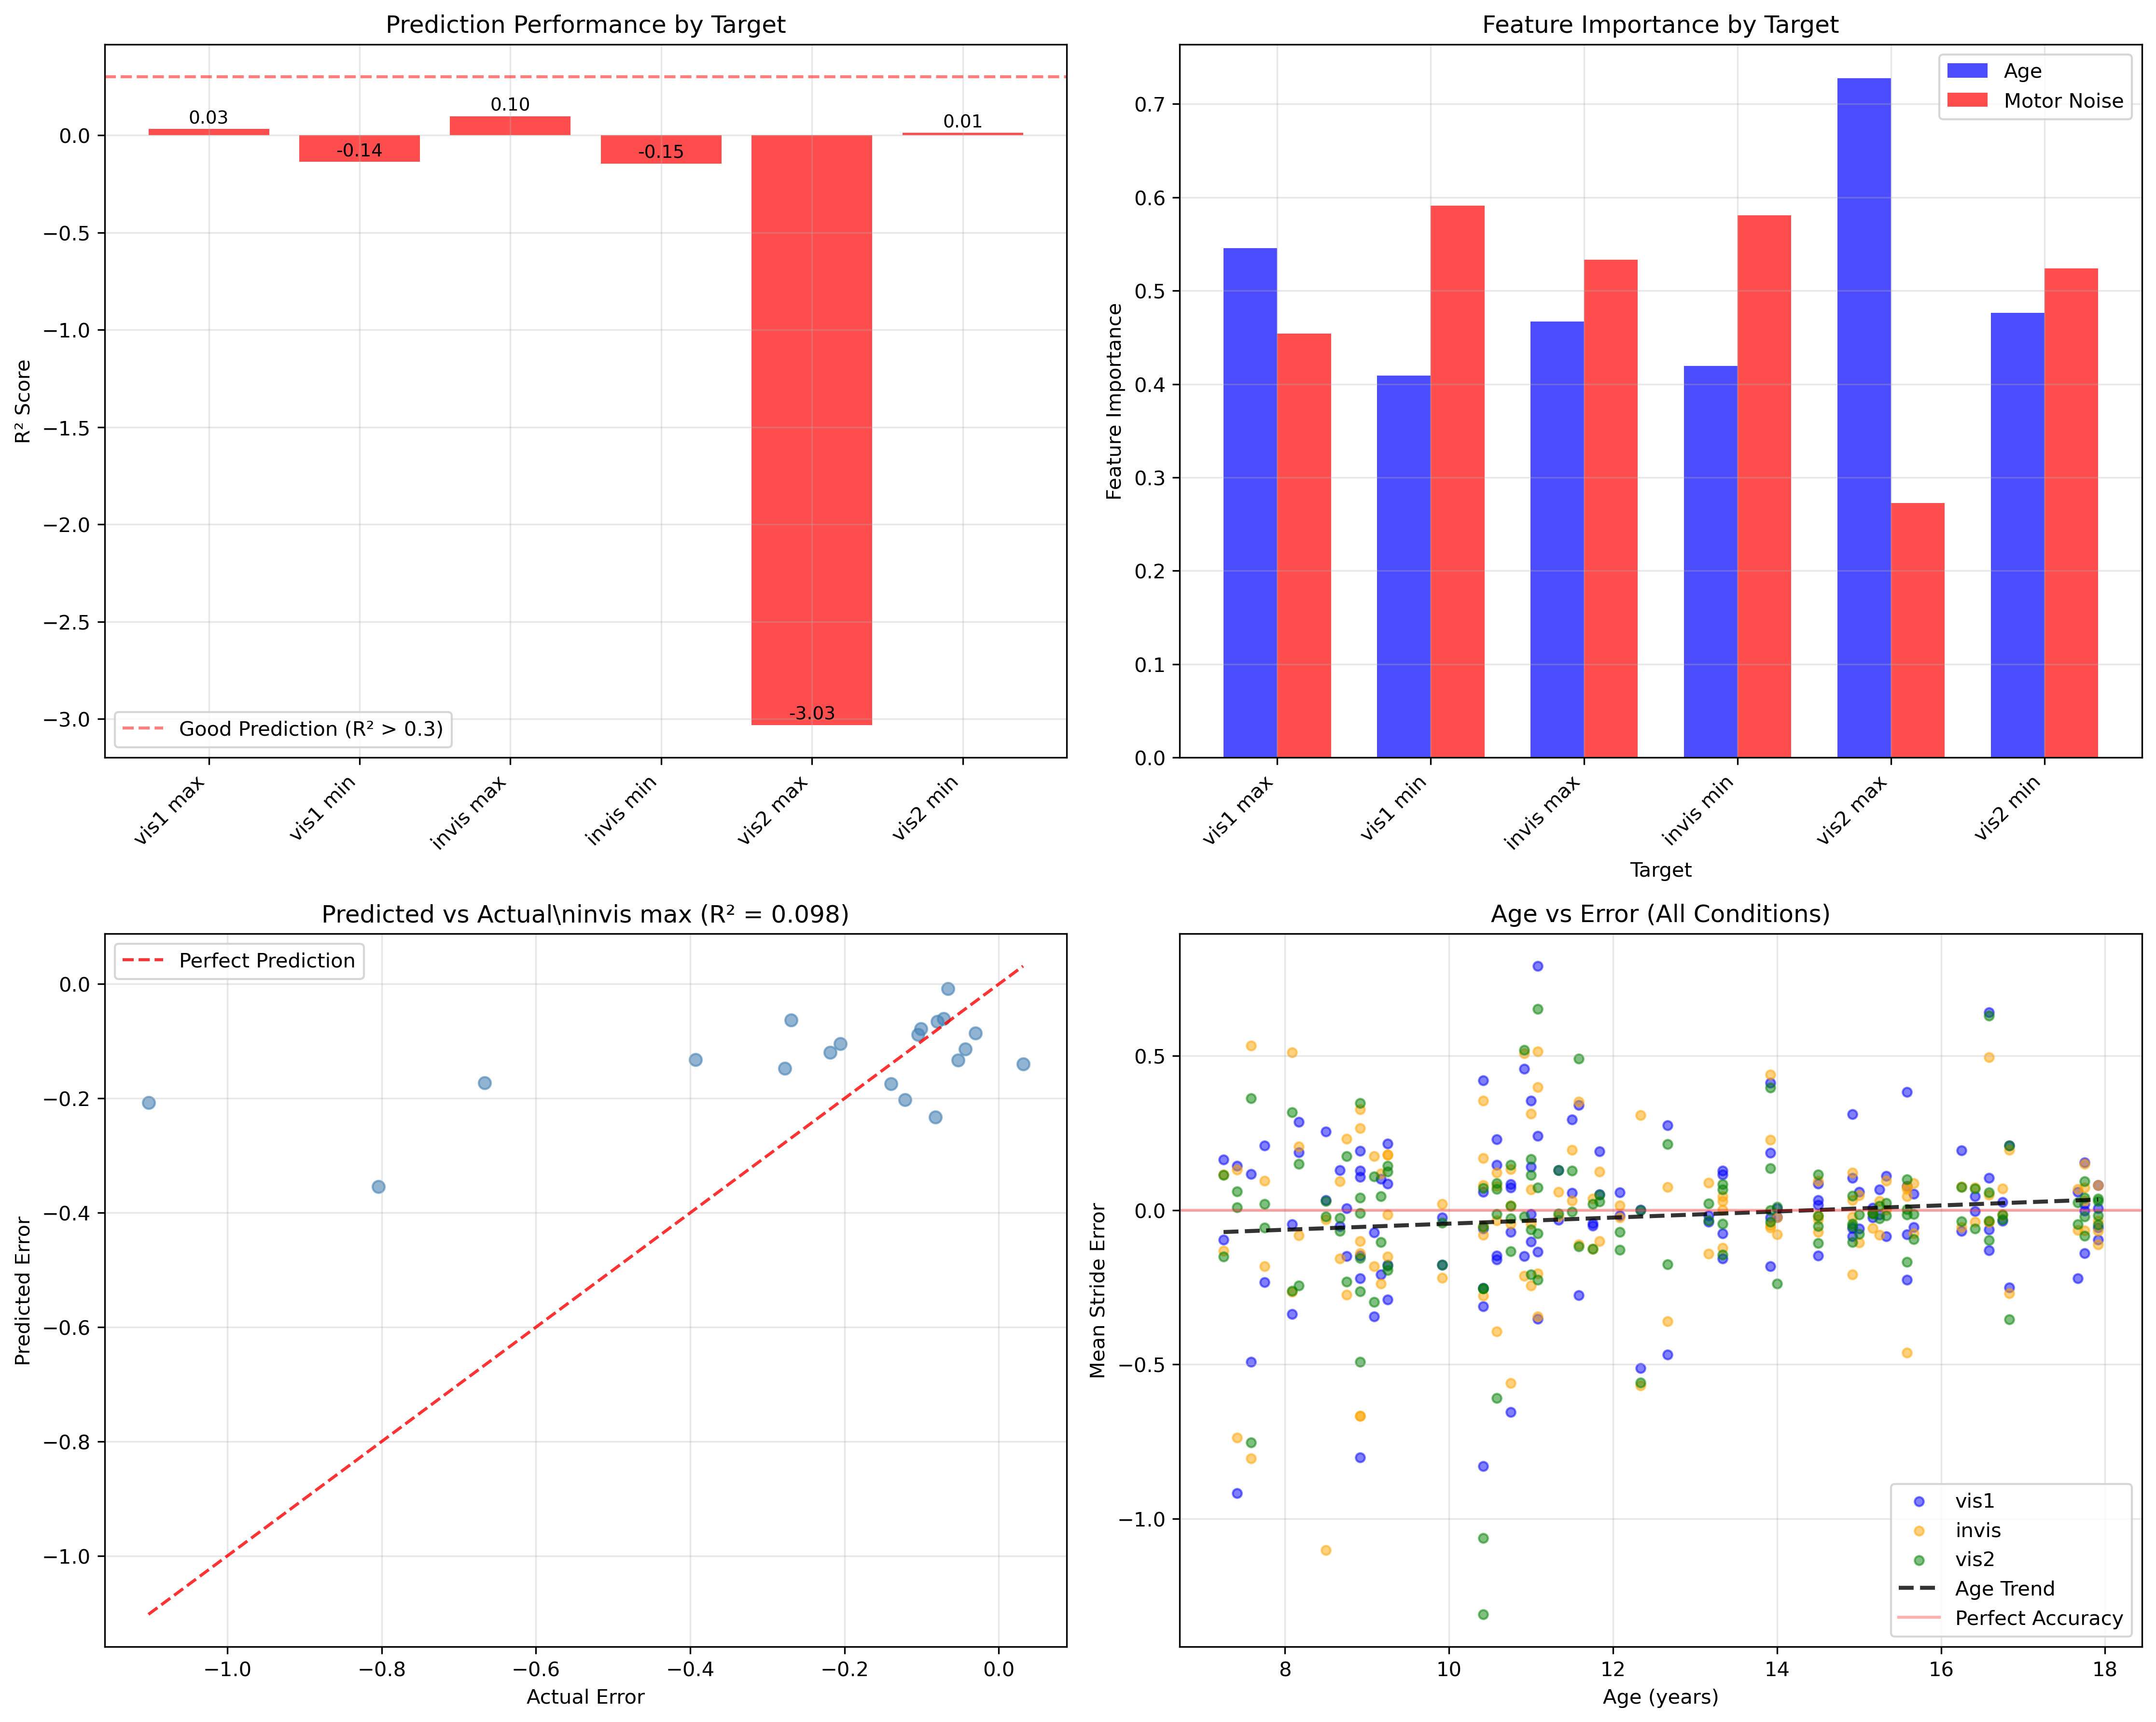 Prediction Performance by Target
R² Score
0.0
−0.5
−1.0
−1.5
−2.0
−2.5
−3.0
0.03
-0.14
0.10
-0.15
-3.03
0.01
Good Prediction (R² > 0.3)
vis1 max
vis1 min
invis max
invis min
vis2 max
vis2 min
Feature Importance by Target
Feature Importance
0.7
0.6
0.5
0.4
0.3
0.2
0.1
0.0
Age
Motor Noise
vis1 max
vis1 min
invis max
invis min
vis2 max
vis2 min
Target
Predicted vs Actual\ninvis max (R² = 0.098)
Predicted Error
0.0
−0.2
−0.4
−0.6
−0.8
−1.0
Perfect Prediction
−1.0
−0.8
−0.6
−0.4
−0.2
0.0
Actual Error
Age vs Error (All Conditions)
Mean Stride Error
0.5
0.0
−0.5
−1.0
vis1
invis
vis2
Age Trend
Perfect Accuracy
8
10
12
14
16
18
Age (years)